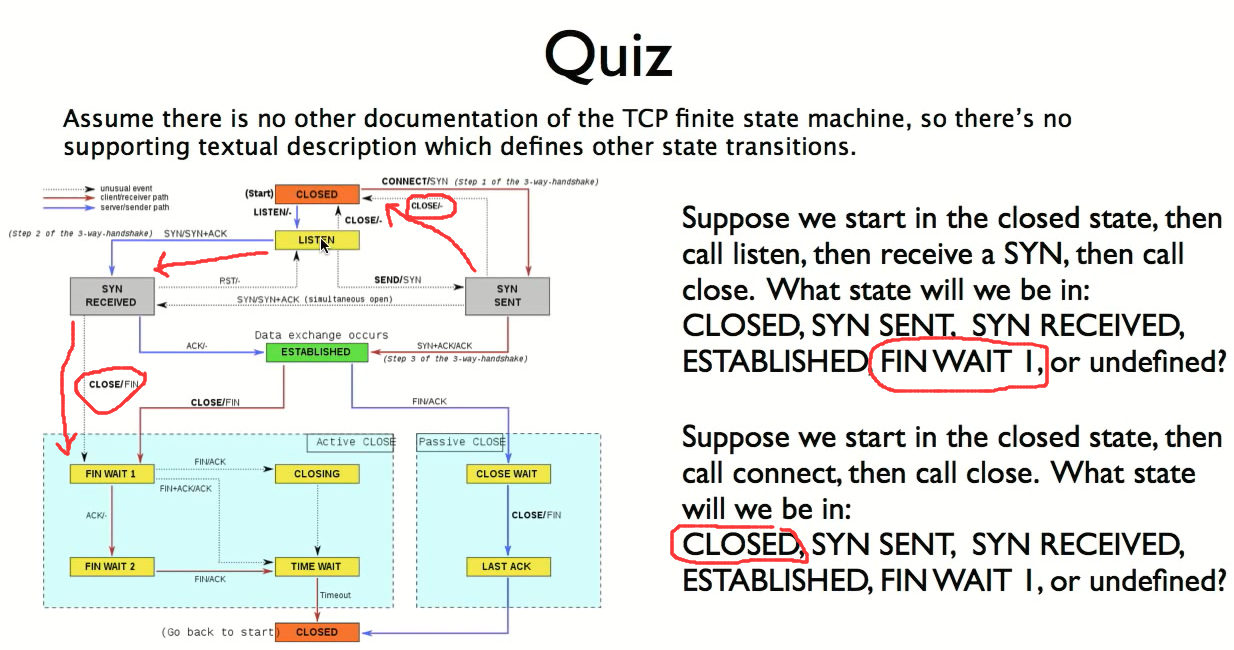 Quiz
Assume there is no other documentation of the TCP finite state machine, so there's no
supporting textual description which defines other state transitions.
unusual event
client/receiver path
server/sender path
(Start)
CLOSED
CONNECT/SYN (Step 1 of the 3-way-handshake)
CLOSE/-
LISTEN/-
CLOSE/-
(Step 2 of the 3-way-handshake)
SYN/SYN+ACK
LISTEN
RST/-
SEND/SYN
SYN
RECEIVED
SYN
SENT
SYN/SYN+ACK (simultaneous open)
Data exchange occurs
ACK/-
ESTABLISHED
SYN+ACK/ACK
(Step 3 of the 3-way-handshake)
CLOSE/FIN
CLOSE/FIN
FIN/ACK
Active CLOSE
Passive CLOSE
FIN WAIT 1
FIN/ACK
CLOSING
CLOSE WAIT
FIN+ACK/ACK
ACK/-
CLOSE/FIN
FIN WAIT 2
FIN/ACK
TIME WAIT
LAST ACK
Timeout
(Go back to start)
CLOSED
Suppose we start in the closed state, then
call listen, then receive a SYN, then call
close. What state will we be in:
CLOSED, SYN SENT, SYN RECEIVED,
ESTABLISHED, FIN WAIT 1, or undefined?
Suppose we start in the closed state, then
call connect, then call close. What state
will we be in:
CLOSED, SYN SENT, SYN RECEIVED,
ESTABLISHED, FIN WAIT 1, or undefined?